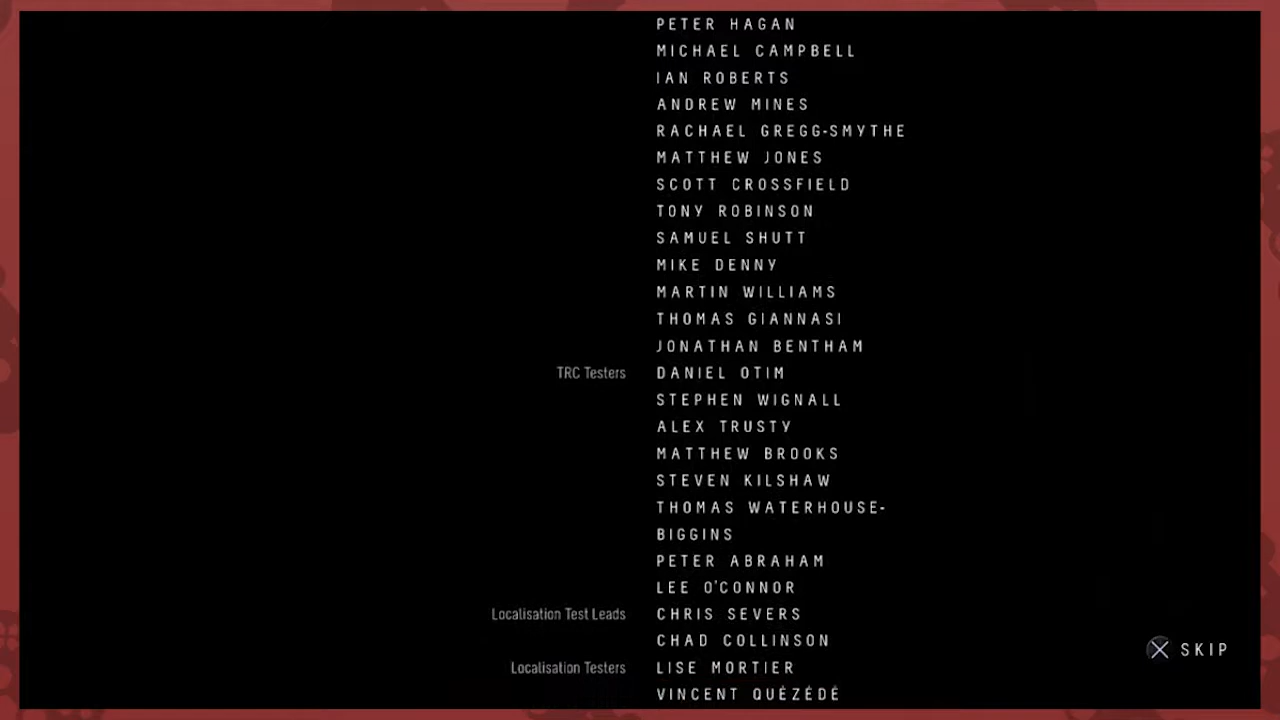 PETER HAGAN
MICHAEL CAMPBELL
IAN ROBERTS
ANDREW MINES
RACHAEL GREGG-SMYTHE
MATTHEW JONES
SCOTT CROSSFIELD
TONY ROBINSON
SAMUEL SHUTT
MIKE DENNY
MARTIN WILLIAMS
THOMAS GIANNASI
JONATHAN BENTHAM
TRC Testers DANIEL OTIM
STEPHEN WIGNALL
ALEX TRUSTY
MATTHEW BROOKS
STEVEN KILSHAW
THOMAS WATERHOUSE-
BIGGINS
PETER ABRAHAM
LEE O'CONNOR
Localisation Test Leads CHRIS SEVERS
CHAD COLLINSON
SKIP
Localisation Testers LISE MORTIER
VINCENT QUÉZÉDÉ